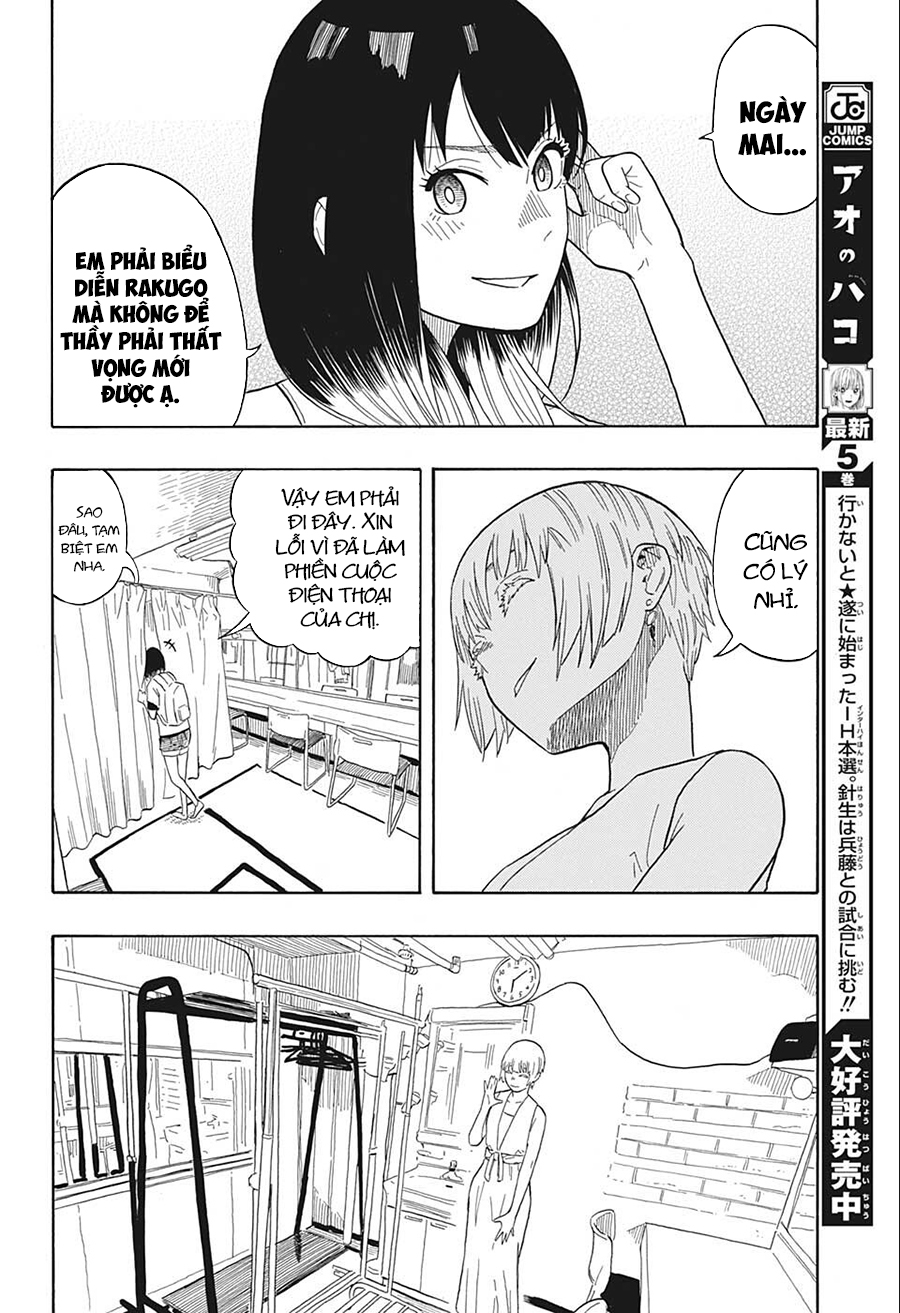 NGÀY
MAI...
EM PHẢI BIỂU
DIỄN RAKUGO
MÀ KHÔNG ĐỂ
THẦY PHẢI THẤT
VỌNG MỚI
ĐƯỢC Ạ.
CŨNG
CÓ LÝ
NHỈ.
VẬY EM PHẢI
ĐI ĐÂY. XIN
LỖI VÌ ĐÃ LÀM
PHIỀN CUỘC
ĐIỆN THOẠI
CỦA CHỊ.
SAO
ĐÂU, TẠM
BIỆT EM
NHA.
JUMP
COMICS
アオのハコ
最新
5
巻
行かないと★遂に始まったIH本選。針生は兵藤との試合に挑む!!
大好評発売中